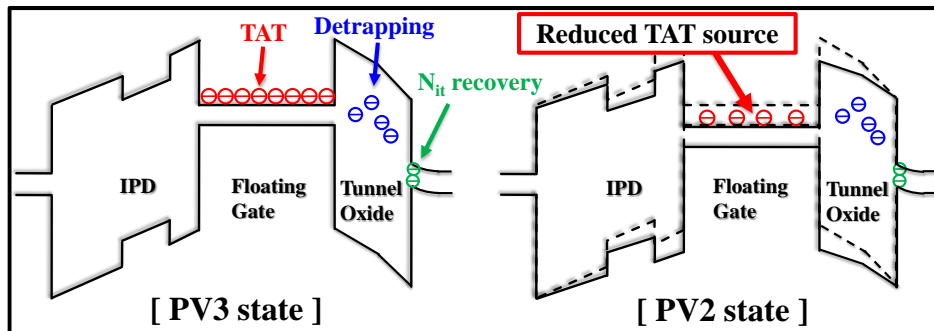 TAT
Detrapping
N_it recovery
IPD
Floating
Gate
Tunnel
Oxide
[ PV3 state ]
Reduced TAT source
IPD
Floating
Gate
Tunnel
Oxide
[ PV2 state ]